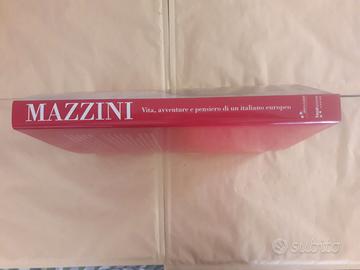 MAZZINI Vita, avventure e pensiero di un italiano europeo
subito